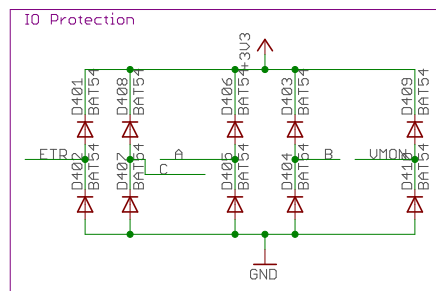 IO Protection
+3V3
D401 BAT54
D408 BAT54
D406 BAT54
D403 BAT54
D409 BAT54
ETR
A
B
VMON
C
D402 BAT54
D407 BAT54
D405 BAT54
D404 BAT54
BAT54
GND